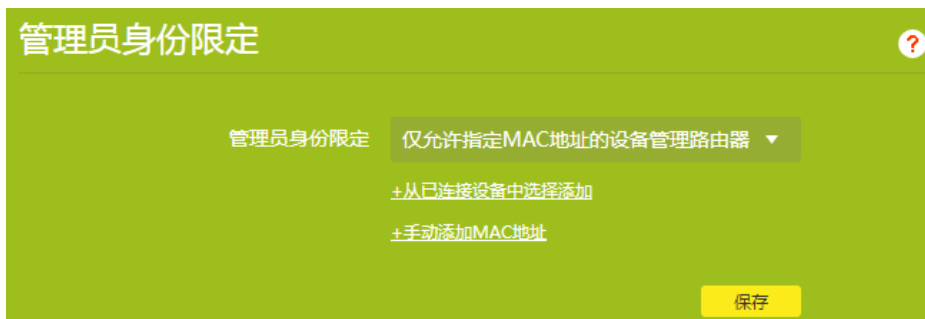 管理员身份限定
?
管理员身份限定 仅允许指定MAC地址的设备管理路由器
+从已连接设备中选择添加
+手动添加MAC地址
保存